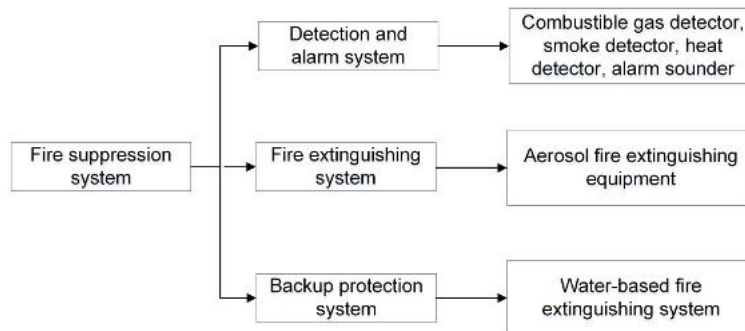 Detection and
alarm system
Combustible gas detector,
smoke detector, heat
detector, alarm sounder
Fire suppression
system
Fire extinguishing
system
Aerosol fire extinguishing
equipment
Backup protection
system
Water-based fire
extinguishing system